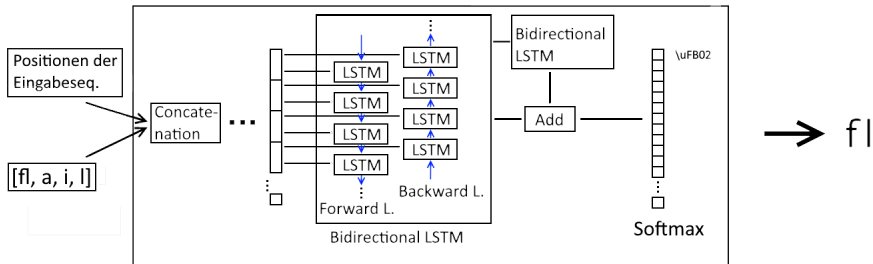 Positionen der
Eingabeseq.
[fl, a, i, l]
Concate-
nation
...
LSTM
LSTM
LSTM
LSTM
Forward L.
LSTM
LSTM
LSTM
LSTM
Backward L.
Bidirectional LSTM
Bidirectional
LSTM
Add
\uFB02
Softmax
fl